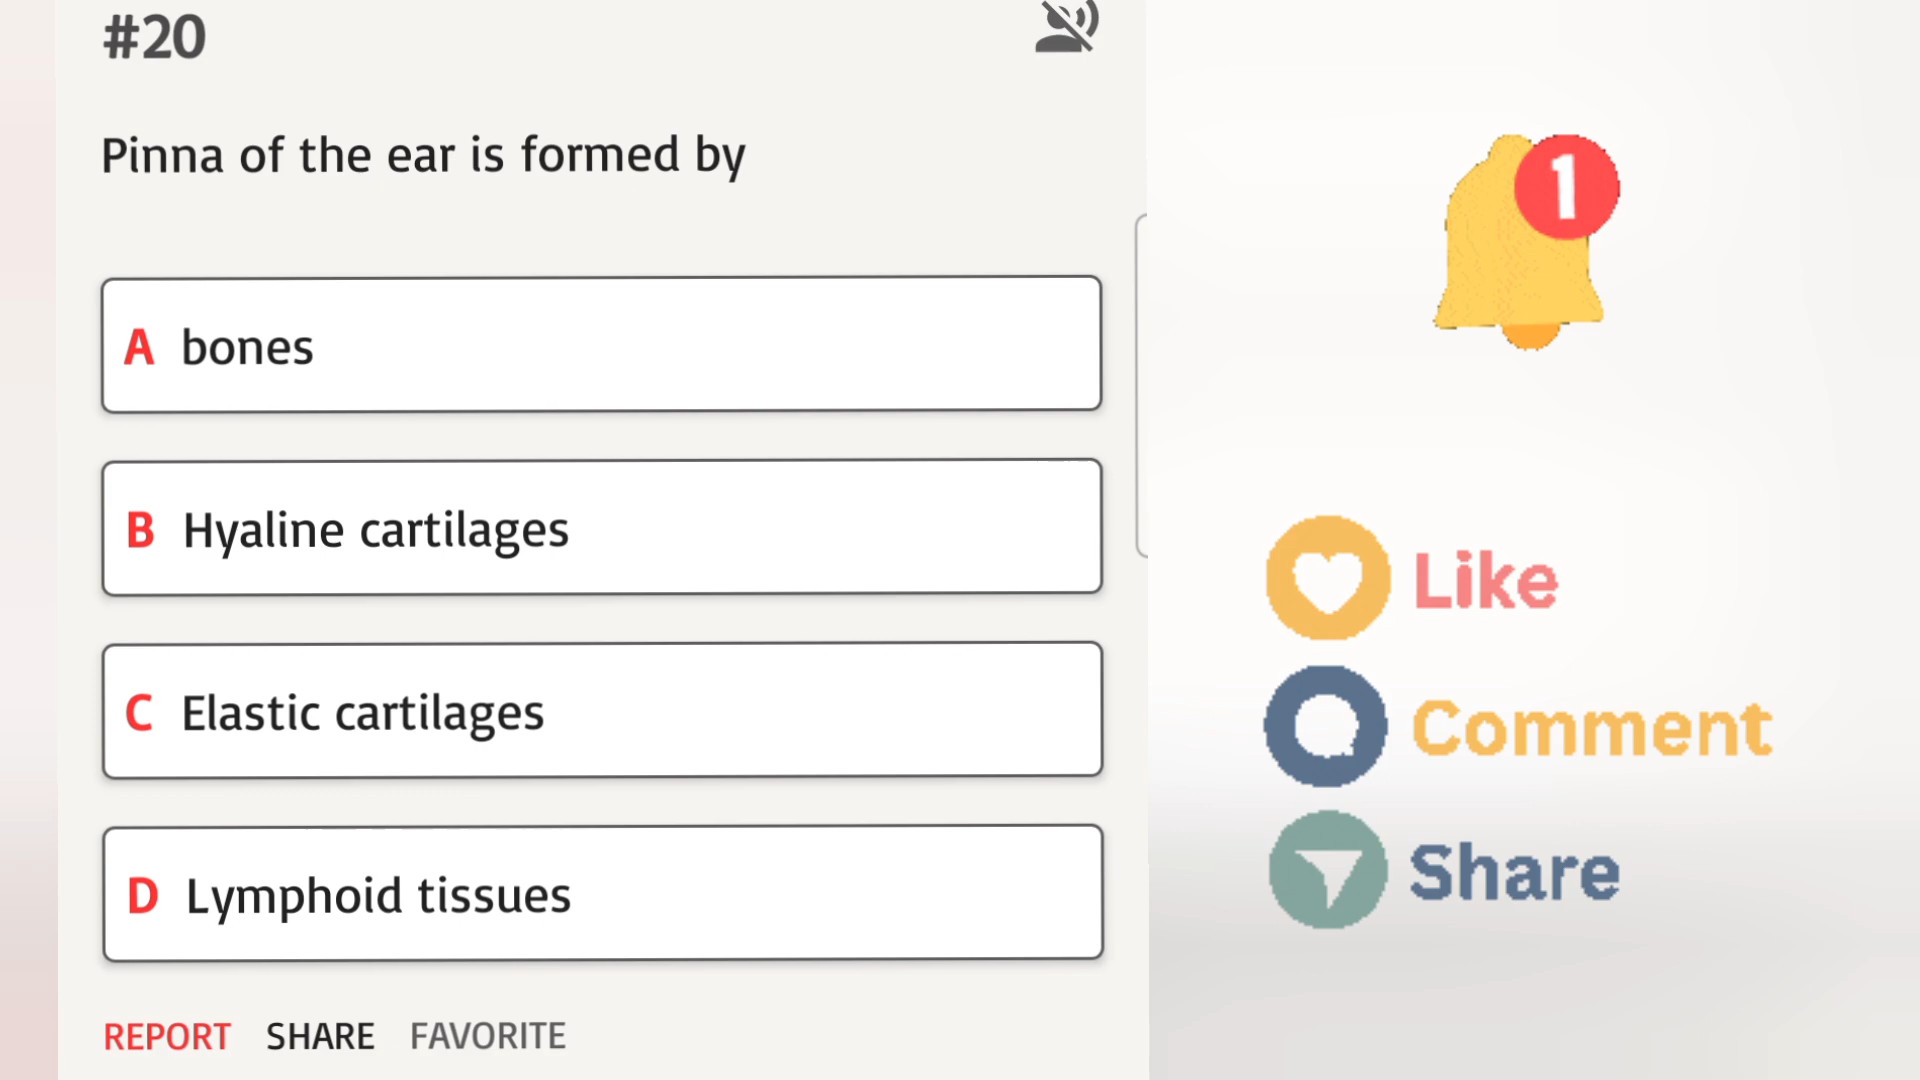 #20
Pinna of the ear is formed by
A bones
B Hyaline cartilages
C Elastic cartilages
D Lymphoid tissues
REPORT SHARE FAVORITE
1
Like
Comment
Share